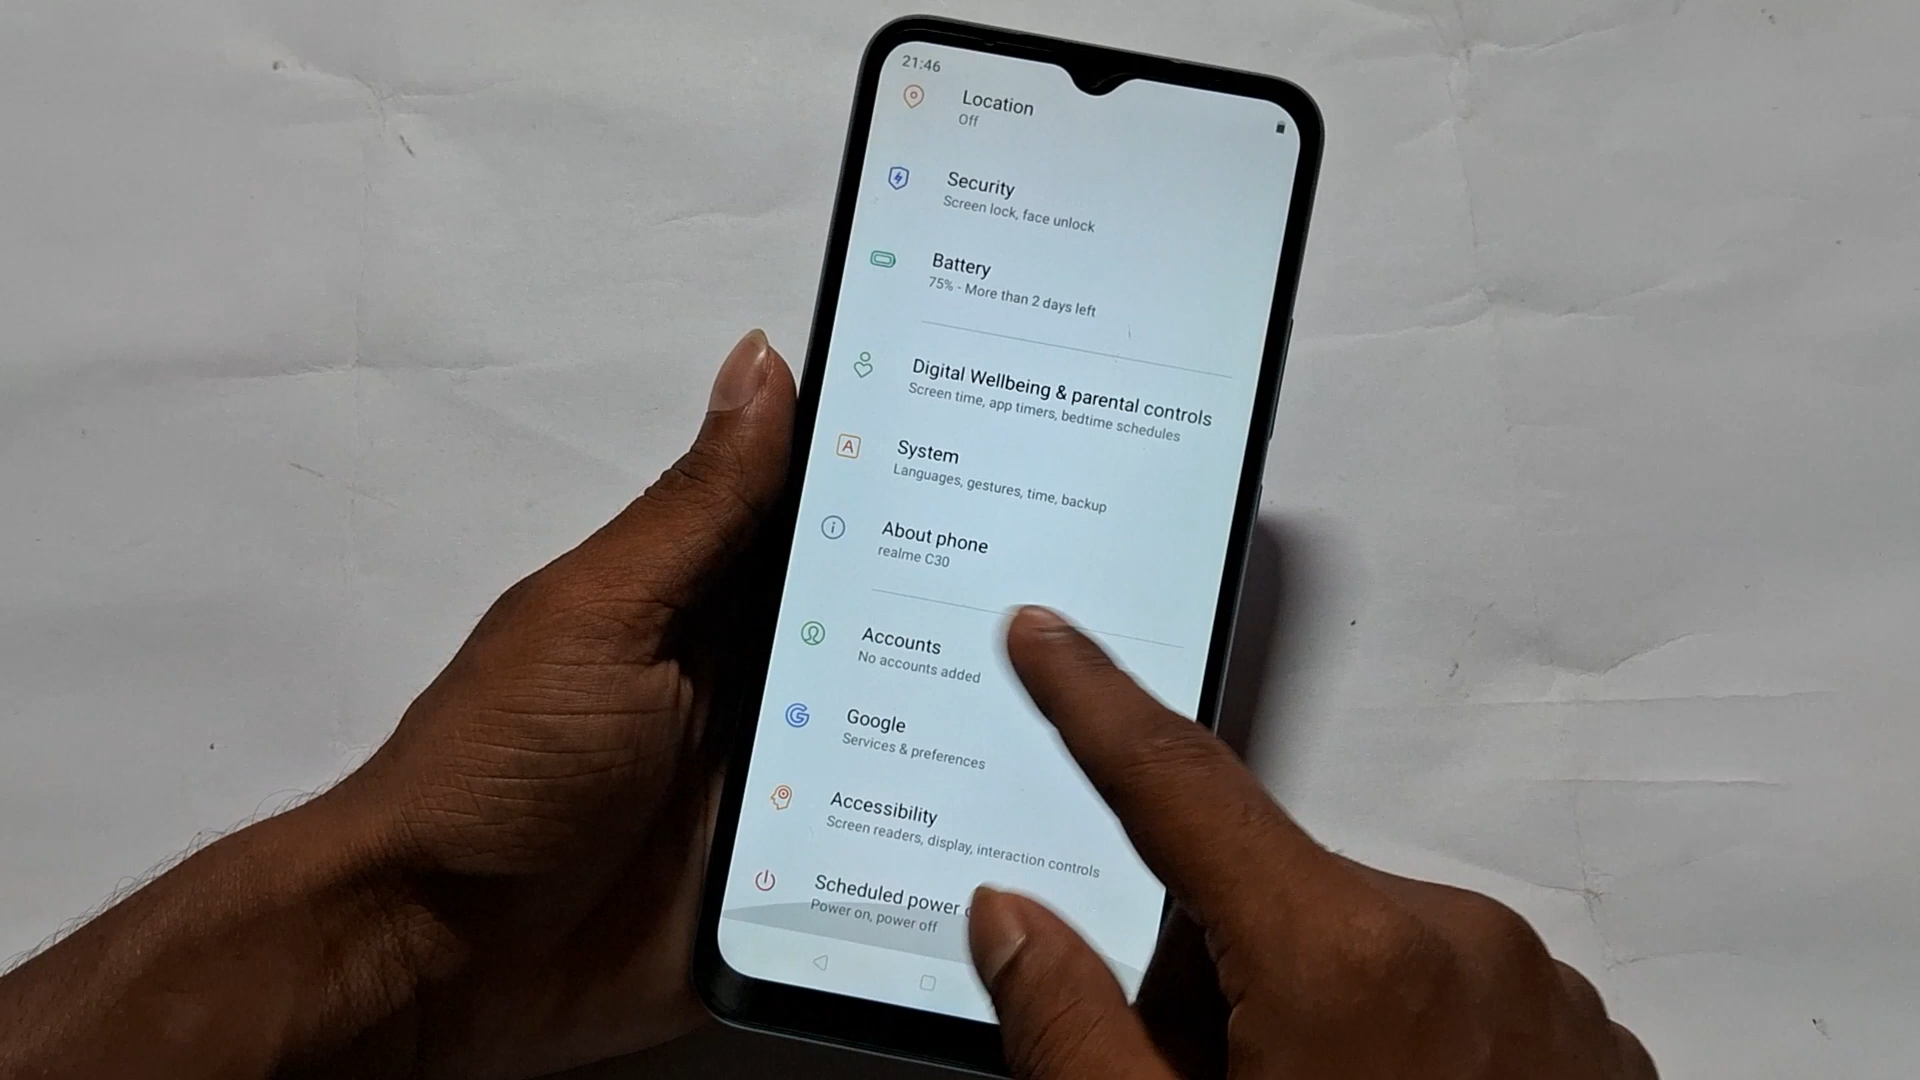 21:46
Location
Off
Security
Screen lock, face unlock
Battery
75% - More than 2 days left
Digital Wellbeing & parental controls
Screen time, app timers, bedtime schedules
System
Languages, gestures, time, backup
About phone
realme C30
Accounts
No accounts added
Google
Services & preferences
Accessibility
Screen readers, display, interaction controls
Scheduled power
Power on, power off